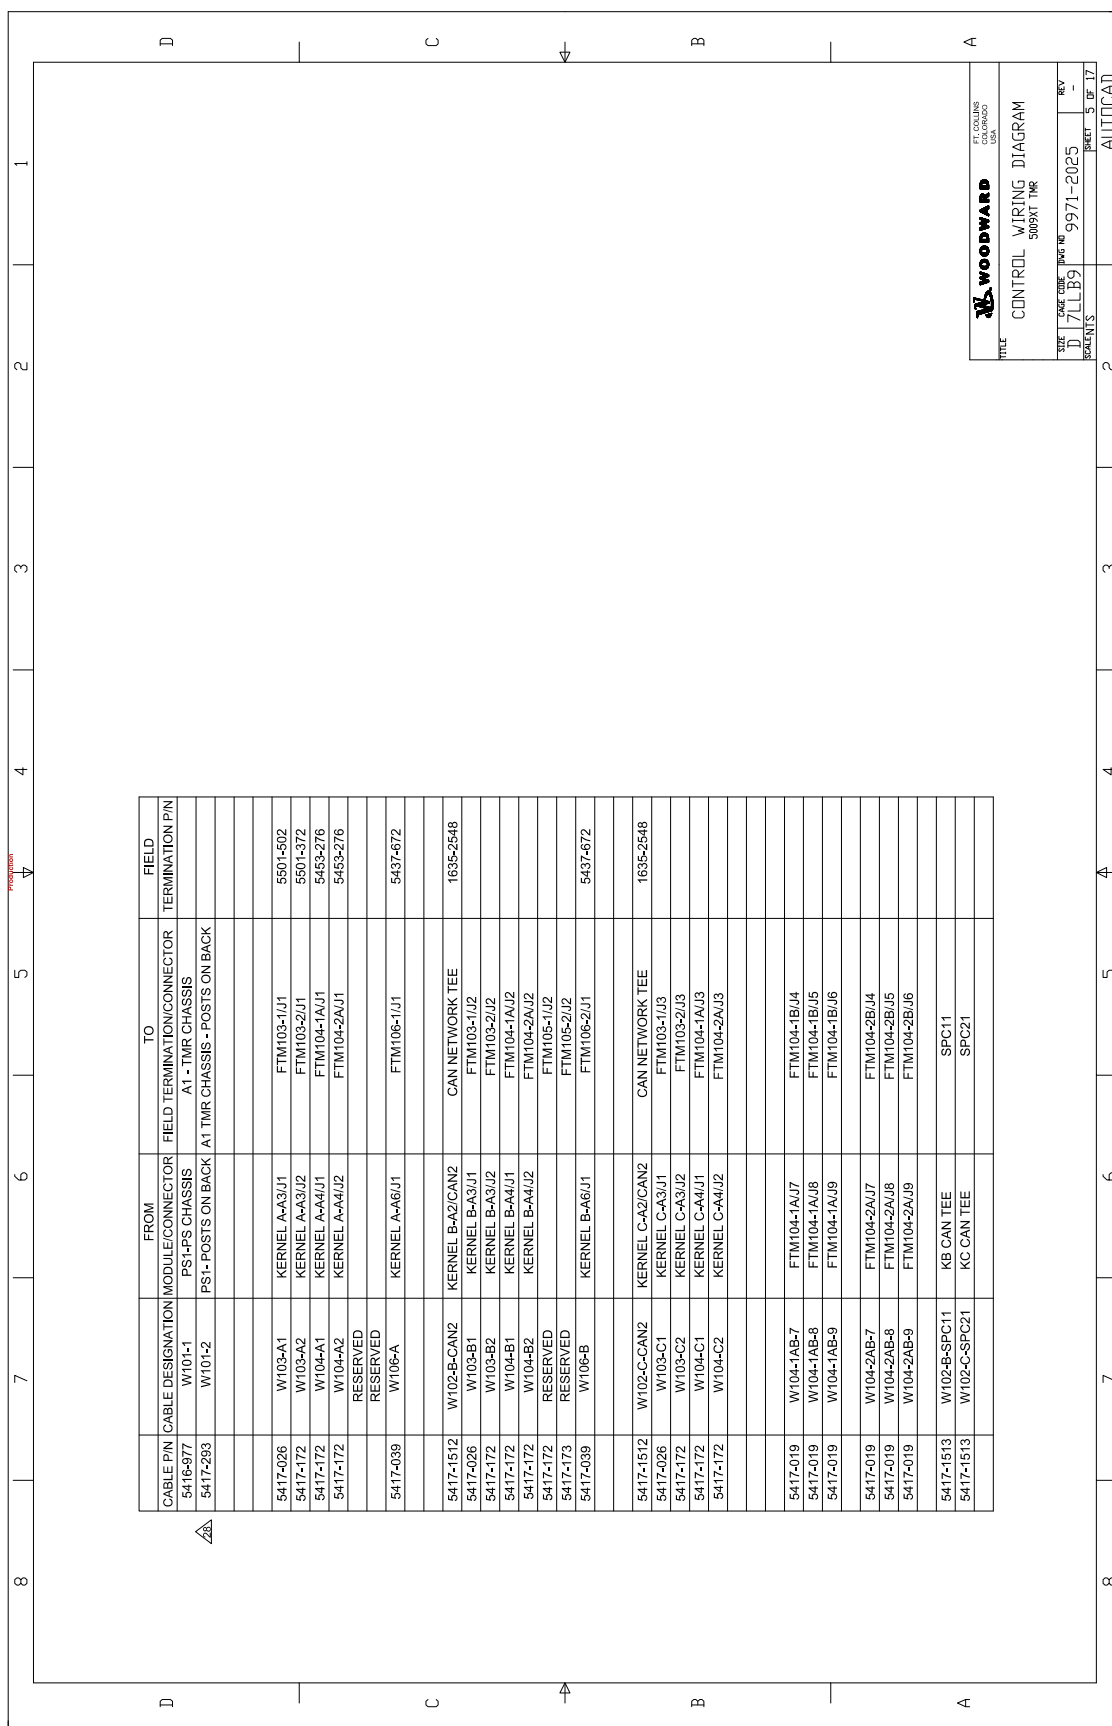 Production
8 7 6 5 4 3 2 1
D
C
B
A
CABLE P/N CABLE DESIGNATION FROM MODULE/CONNECTOR TO FIELD TERMINATION/CONNECTOR FIELD TERMINATION P/N
5416-977 W101-1 PS1-PS CHASSIS A1 - TMR CHASSIS
28 5417-293 W101-2 PS1- POSTS ON BACK A1 TMR CHASSIS - POSTS ON BACK
5417-026 W103-A1 KERNEL A-A3/J1 FTM103-1/J1 5501-502
5417-172 W103-A2 KERNEL A-A3/J2 FTM103-2/J1 5501-372
5417-172 W104-A1 KERNEL A-A4/J1 FTM104-1A/J1 5453-276
5417-172 W104-A2 KERNEL A-A4/J2 FTM104-2A/J1 5453-276
RESERVED
RESERVED
5417-039 W106-A KERNEL A-A6/J1 FTM106-1/J1 5437-672
5417-1512 W102-B-CAN2 KERNEL B-A2/CAN2 CAN NETWORK TEE 1635-2548
5417-026 W103-B1 KERNEL B-A3/J1 FTM103-1/J2
5417-172 W103-B2 KERNEL B-A3/J2 FTM103-2/J2
5417-172 W104-B1 KERNEL B-A4/J1 FTM104-1A/J2
5417-172 W104-B2 KERNEL B-A4/J2 FTM104-2A/J2
5417-172 RESERVED FTM105-1/J2
5417-173 RESERVED FTM105-2/J2
5417-039 W106-B KERNEL B-A6/J1 FTM106-2/J1 5437-672
5417-1512 W102-C-CAN2 KERNEL C-A2/CAN2 CAN NETWORK TEE 1635-2548
5417-026 W103-C1 KERNEL C-A3/J1 FTM103-1/J3
5417-172 W103-C2 KERNEL C-A3/J2 FTM103-2/J3
5417-172 W104-C1 KERNEL C-A4/J1 FTM104-1A/J3
5417-172 W104-C2 KERNEL C-A4/J2 FTM104-2A/J3
5417-019 W104-1AB-7 FTM104-1A/J7 FTM104-1B/J4
5417-019 W104-1AB-8 FTM104-1A/J8 FTM104-1B/J5
5417-019 W104-1AB-9 FTM104-1A/J9 FTM104-1B/J6
5417-019 W104-2AB-7 FTM104-2A/J7 FTM104-2B/J4
5417-019 W104-2AB-8 FTM104-2A/J8 FTM104-2B/J5
5417-019 W104-2AB-9 FTM104-2A/J9 FTM104-2B/J6
5417-1513 W102-B-SPC11 KB CAN TEE SPC11
5417-1513 W102-C-SPC21 KC CAN TEE SPC21
D
C
B
A
WOODWARD
FT. COLLINS
COLORADO
USA
TITLE
CONTROL WIRING DIAGRAM
5009XT TMR
SIZE CAGE CODE DWG NO REV
D 7LLB9 9971-2025 -
SCALE NTS SHEET 5 OF 17
8 7 6 5 4 3 2 AUTOCAD